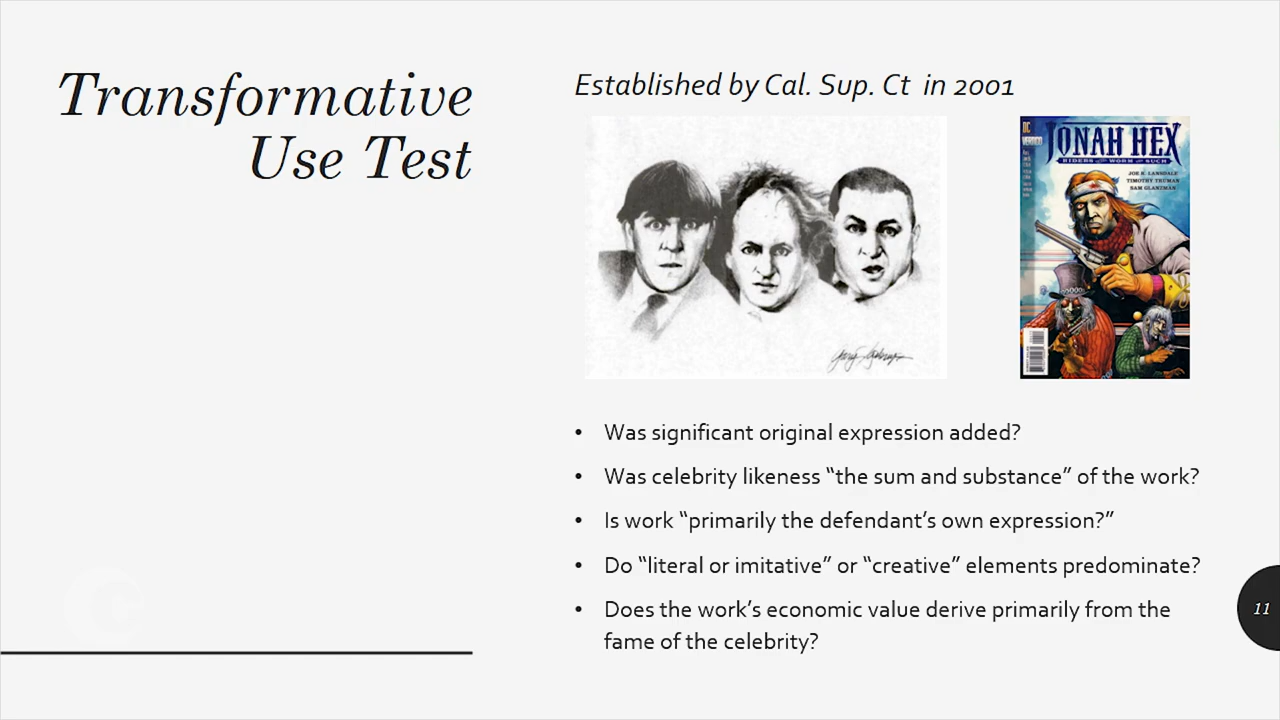 Transformative
Use Test
Established by Cal. Sup. Ct in 2001
DC
VERTIGO
JONAH HEX
RIDERS OF THE WORM AND SUCH
JOE R. LANSDALE
TIMOTHY TRUMAN
SAM GLANZMAN
• Was significant original expression added?
• Was celebrity likeness “the sum and substance” of the work?
• Is work “primarily the defendant’s own expression?”
• Do “literal or imitative” or “creative” elements predominate?
• Does the work’s economic value derive primarily from the
fame of the celebrity?
11